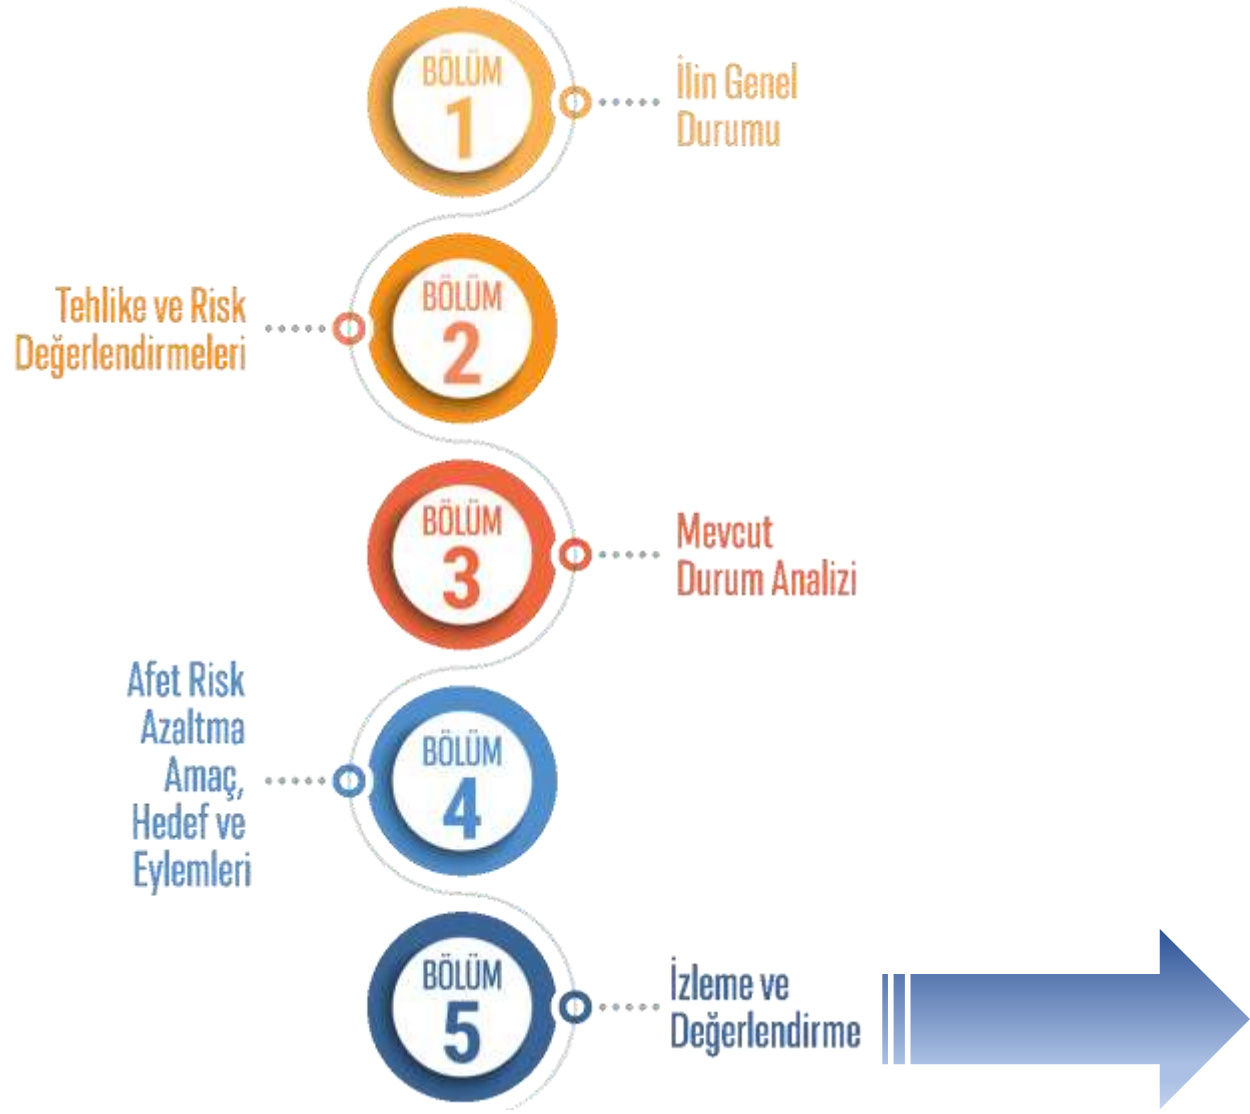 BÖLÜM
1
İlin Genel
Durumu
BÖLÜM
2
Tehlike ve Risk
Değerlendirmeleri
BÖLÜM
3
Mevcut
Durum Analizi
BÖLÜM
4
Afet Risk
Azaltma
Amaç,
Hedef ve
Eylemleri
BÖLÜM
5
İzleme ve
Değerlendirme